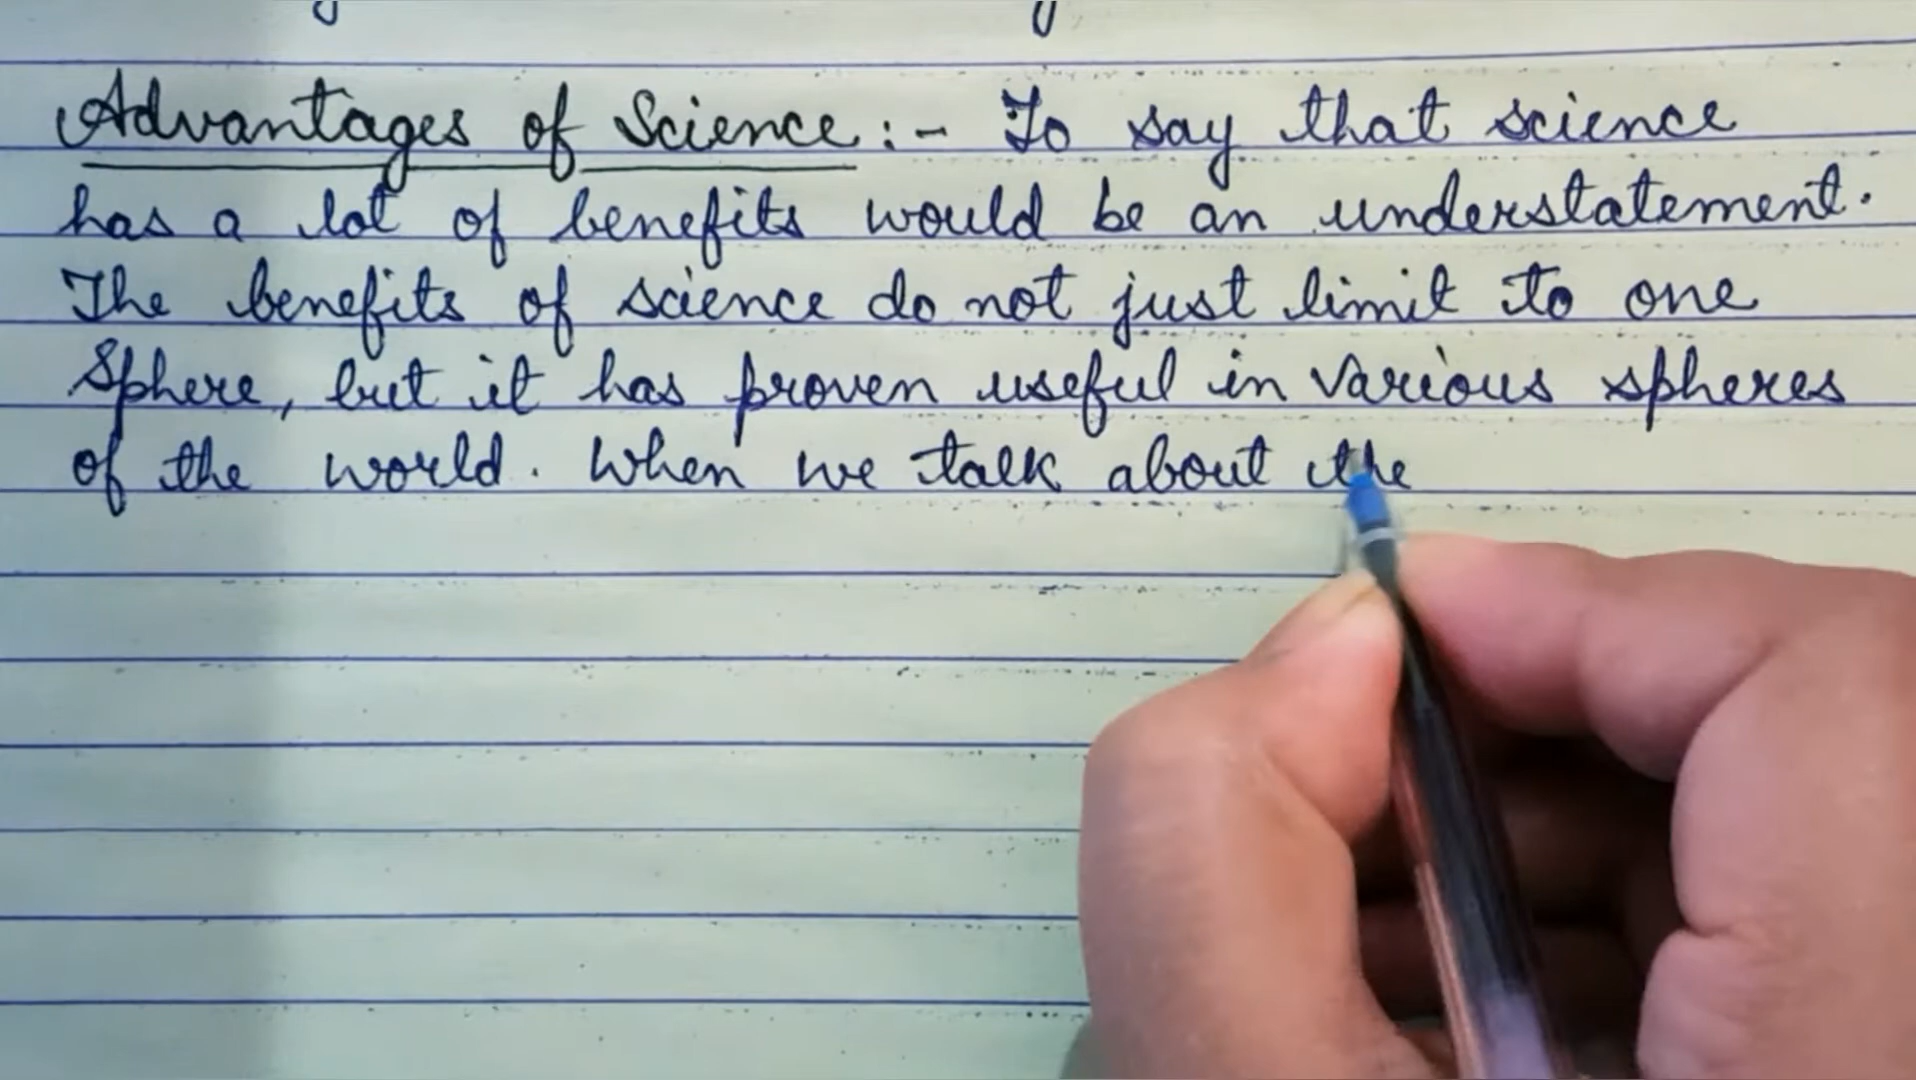 Advantages of Science :- To say that science
has a lot of benefits would be an understatement.
The benefits of science do not just limit to one
Sphere, but it has proven useful in various spheres
of the world. When we talk about the